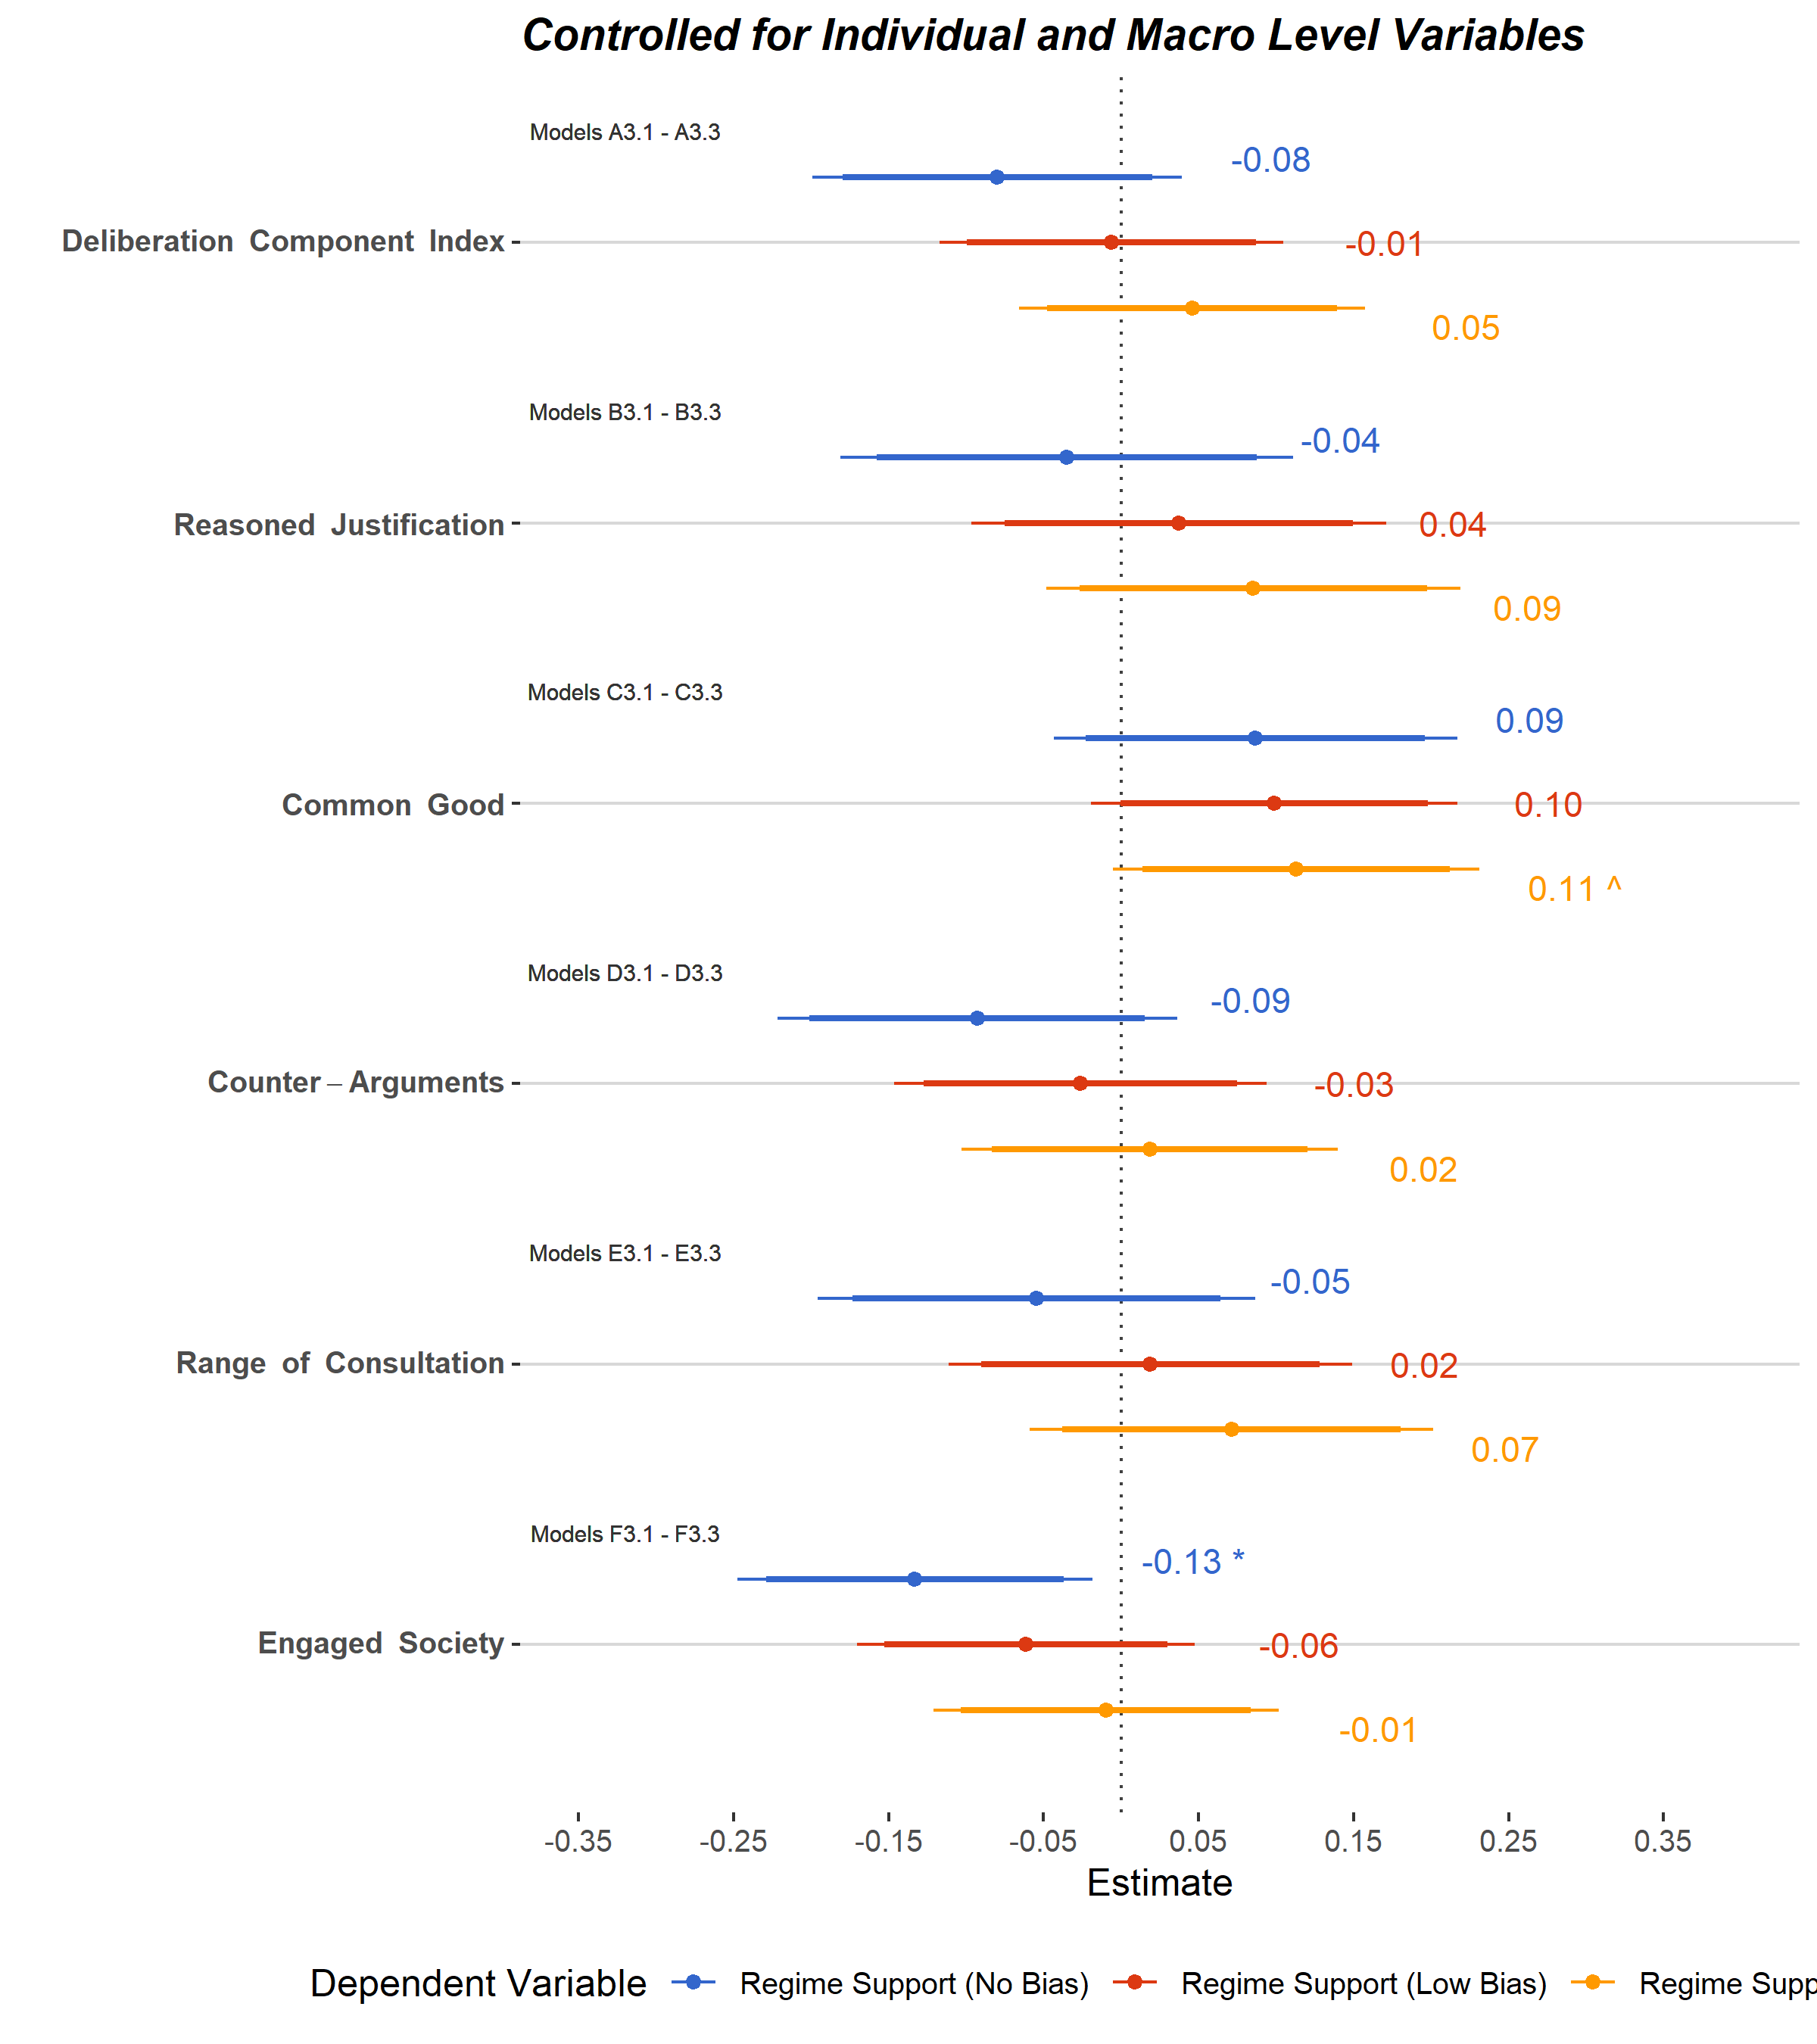 Controlled for Individual and Macro Level Variables
Models A3.1 - A3.3
-0.08
Deliberation Component Index
-0.01
0.05
Models B3.1 - B3.3
-0.04
Reasoned Justification
0.04
0.09
Models C3.1 - C3.3
0.09
Common Good
0.10
0.11 ^
Models D3.1 - D3.3
-0.09
Counter – Arguments
-0.03
0.02
Models E3.1 - E3.3
-0.05
Range of Consultation
0.02
0.07
Models F3.1 - F3.3
-0.13 *
Engaged Society
-0.06
-0.01
-0.35 -0.25 -0.15 -0.05 0.05 0.15 0.25 0.35
Estimate
Dependent Variable Regime Support (No Bias) Regime Support (Low Bias) Regime